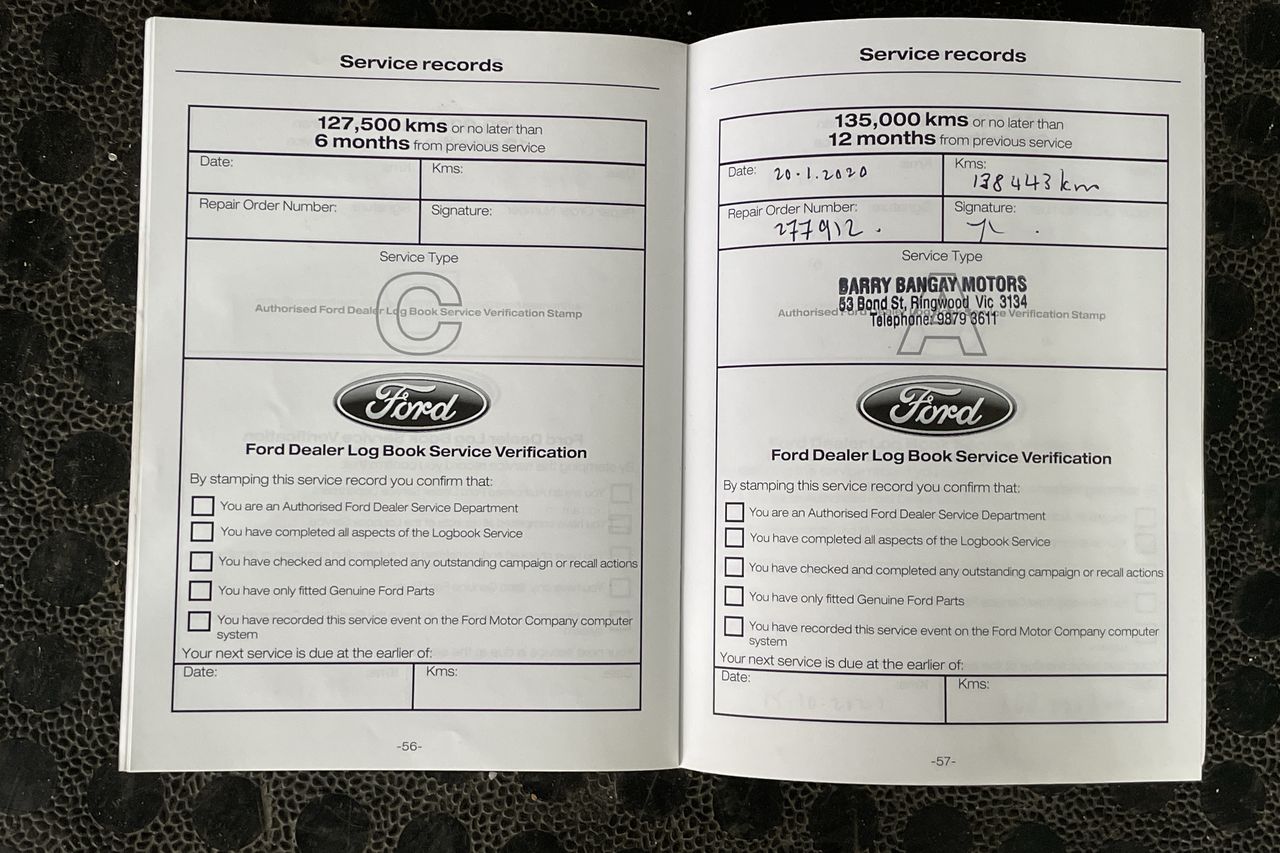 Service records
127,500 kms or no later than
6 months from previous service
Date:
Kms:
Repair Order Number:
Signature:
Service Type
C
Authorised Ford Dealer Log Book Service Verification Stamp
Ford
Ford Dealer Log Book Service Verification
By stamping this service record you confirm that:
You are an Authorised Ford Dealer Service Department
You have completed all aspects of the Logbook Service
You have checked and completed any outstanding campaign or recall actions
You have only fitted Genuine Ford Parts
You have recorded this service event on the Ford Motor Company computer
system
Your next service is due at the earlier of:
Date:
Kms:
-56-
Service records
135,000 kms or no later than
12 months from previous service
Date: 20.1.2020
Kms:
138443 km
Repair Order Number:
277912.
Signature:
Service Type
A
BARRY BANGAY MOTORS
53 Bond St, Ringwood Vic 3134
Telephone: 9879 3611
Authorised Ford Dealer Log Book Service Verification Stamp
Ford
Ford Dealer Log Book Service Verification
By stamping this service record you confirm that:
You are an Authorised Ford Dealer Service Department
You have completed all aspects of the Logbook Service
You have checked and completed any outstanding campaign or recall actions
You have only fitted Genuine Ford Parts
You have recorded this service event on the Ford Motor Company computer
system
Your next service is due at the earlier of:
Date:
Kms:
-57-